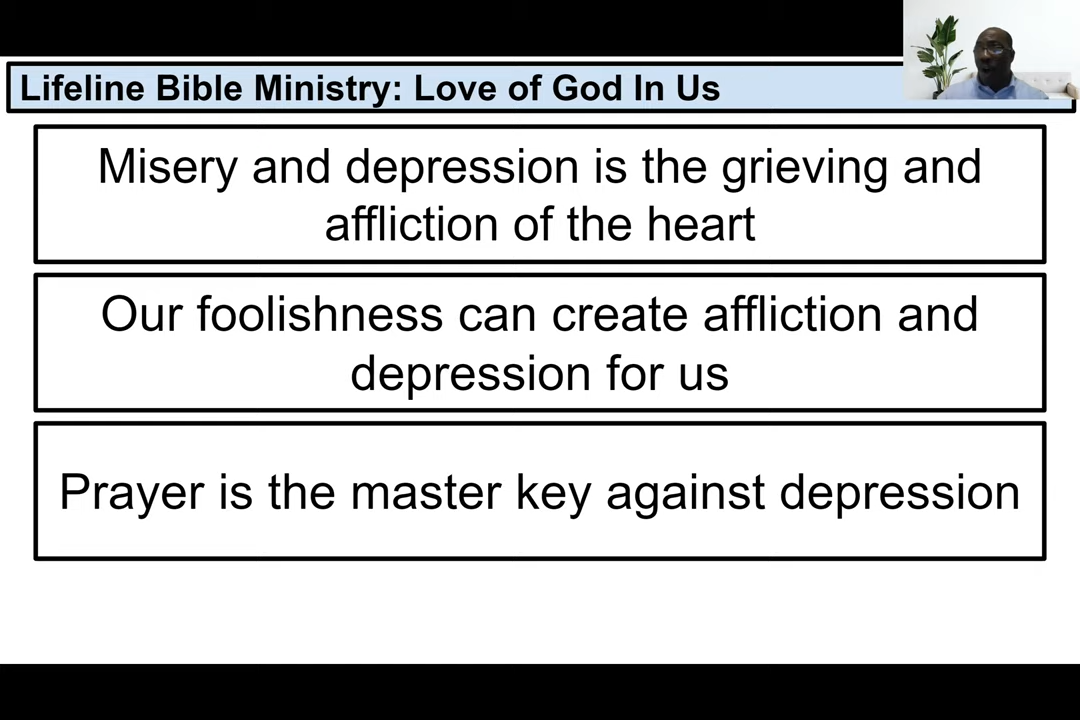 Lifeline Bible Ministry: Love of God In Us
Misery and depression is the grieving and
affliction of the heart
Our foolishness can create affliction and
depression for us
Prayer is the master key against depression